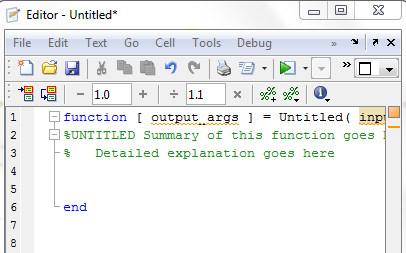 Editor - Untitled*
File Edit Text Go Cell Tools Debug »
»
- 1.0 + ÷ 1.1 ×
1 function [ output_args ] = Untitled(
2 %UNTITLED Summary of this function goes
3 % Detailed explanation goes here
4
5
6 end
7
8